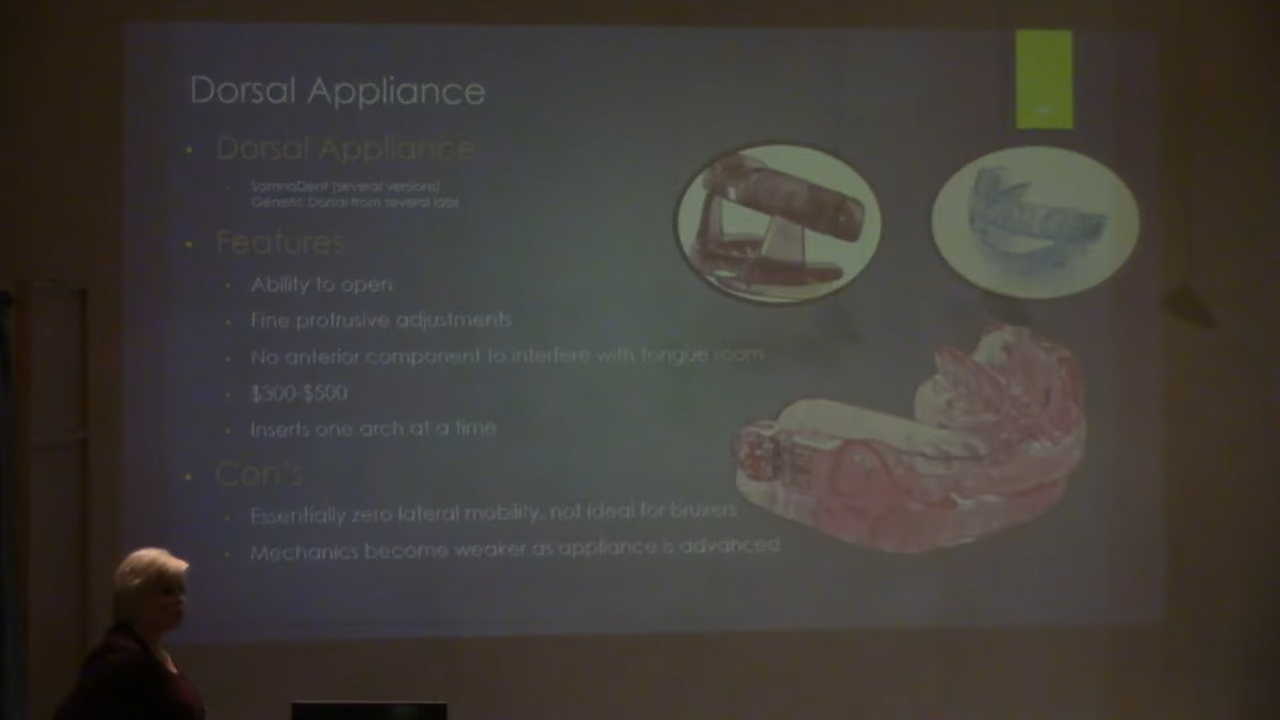 Dorsal Appliance
• Dorsal Appliance
• SomnoDent (several versions)
Generic Dorsal from several labs
• Features
• Ability to open
• Fine protrusive adjustments
• No anterior component to interfere with tongue room
• $300-$500
• Inserts one arch at a time
• Con's
• Essentially zero lateral mobility, not ideal for bruxers
• Mechanics become weaker as appliance is advanced